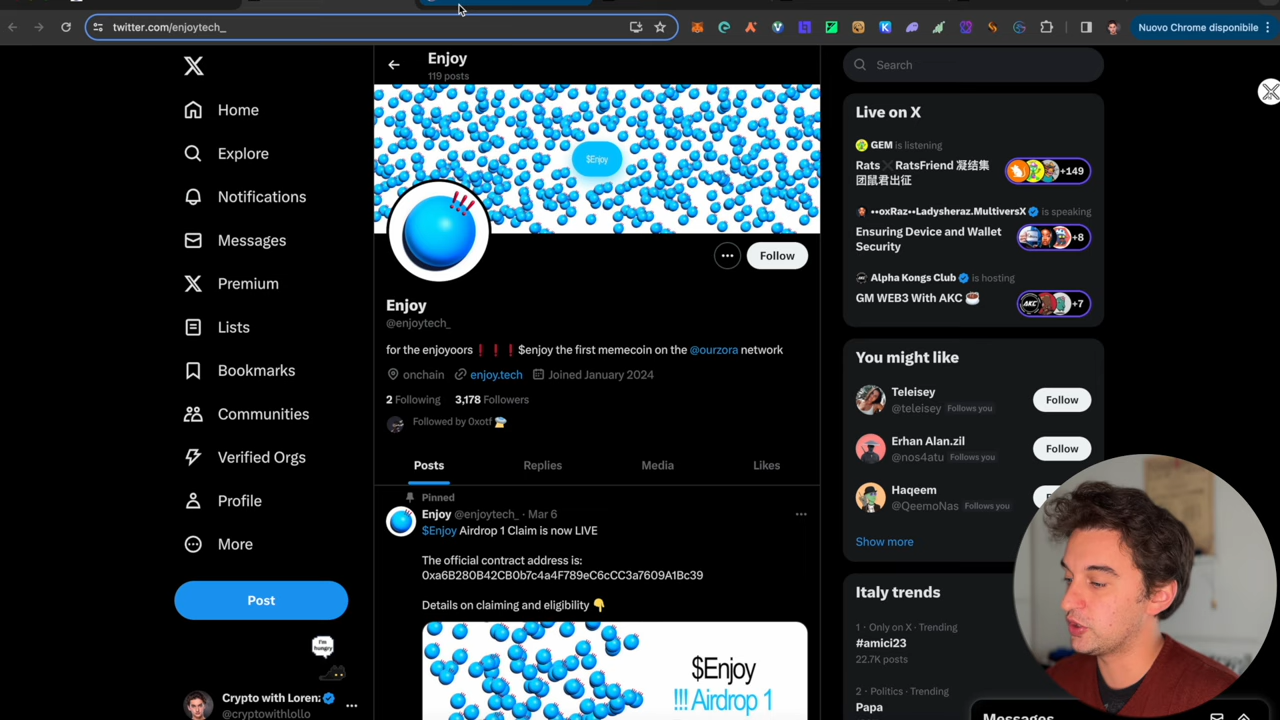 twitter.com/enjoytech_
Nuovo Chrome disponibile
Home
Explore
Notifications
Messages
Premium
Lists
Bookmarks
Communities
Verified Orgs
Profile
More
Post
I'm hungry
Crypto with Loren
@cryptowithlollo
Enjoy
119 posts
$Enjoy
Follow
Enjoy
@enjoytech_
for the enjoyoors❗❗❗$enjoy the first memecoin on the @ourzora network
onchain enjoy.tech Joined January 2024
2 Following 3,178 Followers
Followed by 0xotf
Posts Replies Media Likes
Pinned
Enjoy @enjoytech_ · Mar 6
$Enjoy Airdrop 1 Claim is now LIVE
The official contract address is:
0xa6B280B42CB0b7c4a4F789eC6cCC3a7609A1Bc39
Details on claiming and eligibility 👇
$Enjoy
!!! Airdrop 1
Search
Live on X
GEM is listening
Rats❌RatsFriend 凝结集
团鼠君出征
+149
••oxRaz••Ladysheraz.MultiversX is speaking
Ensuring Device and Wallet
Security
+8
Alpha Kongs Club is hosting
GM WEB3 With AKC
AKC
+7
You might like
Teleisey
@teleisey Follows you
Follow
Erhan Alan.zil
@nos4atu Follows you
Follow
Haqeem
@QeemoNas Follows you
Show more
Italy trends
1 · Only on X · Trending
#amici23
22.7K posts
2 · Politics · Trending
Papa
Messages